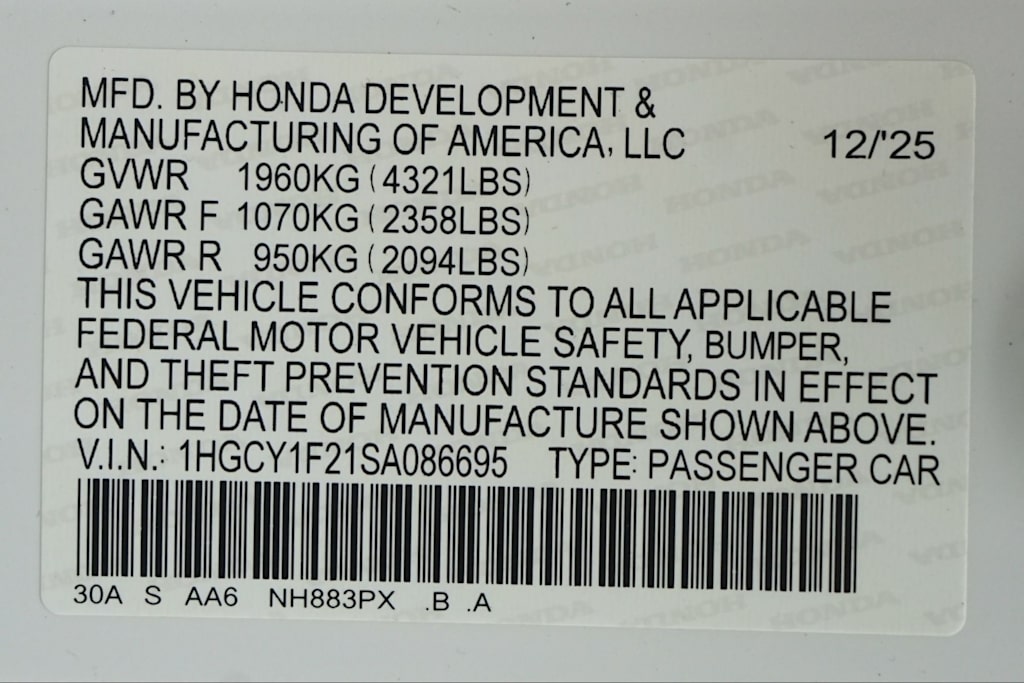 MFD. BY HONDA DEVELOPMENT &
MANUFACTURING OF AMERICA, LLC 12/'25
GVWR 1960KG (4321LBS)
GAWR F 1070KG (2358LBS)
GAWR R 950KG (2094LBS)
THIS VEHICLE CONFORMS TO ALL APPLICABLE
FEDERAL MOTOR VEHICLE SAFETY, BUMPER,
AND THEFT PREVENTION STANDARDS IN EFFECT
ON THE DATE OF MANUFACTURE SHOWN ABOVE.
V.I.N.: 1HGCY1F21SA086695 TYPE: PASSENGER CAR
30A S AA6 NH883PX .B .A